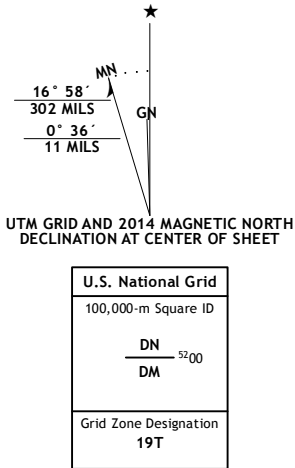 ★
MN
GN
16° 58´
302 MILS
0° 36´
11 MILS
UTM GRID AND 2014 MAGNETIC NORTH
DECLINATION AT CENTER OF SHEET
U.S. National Grid
100,000-m Square ID
DN
5200
DM
Grid Zone Designation
19T